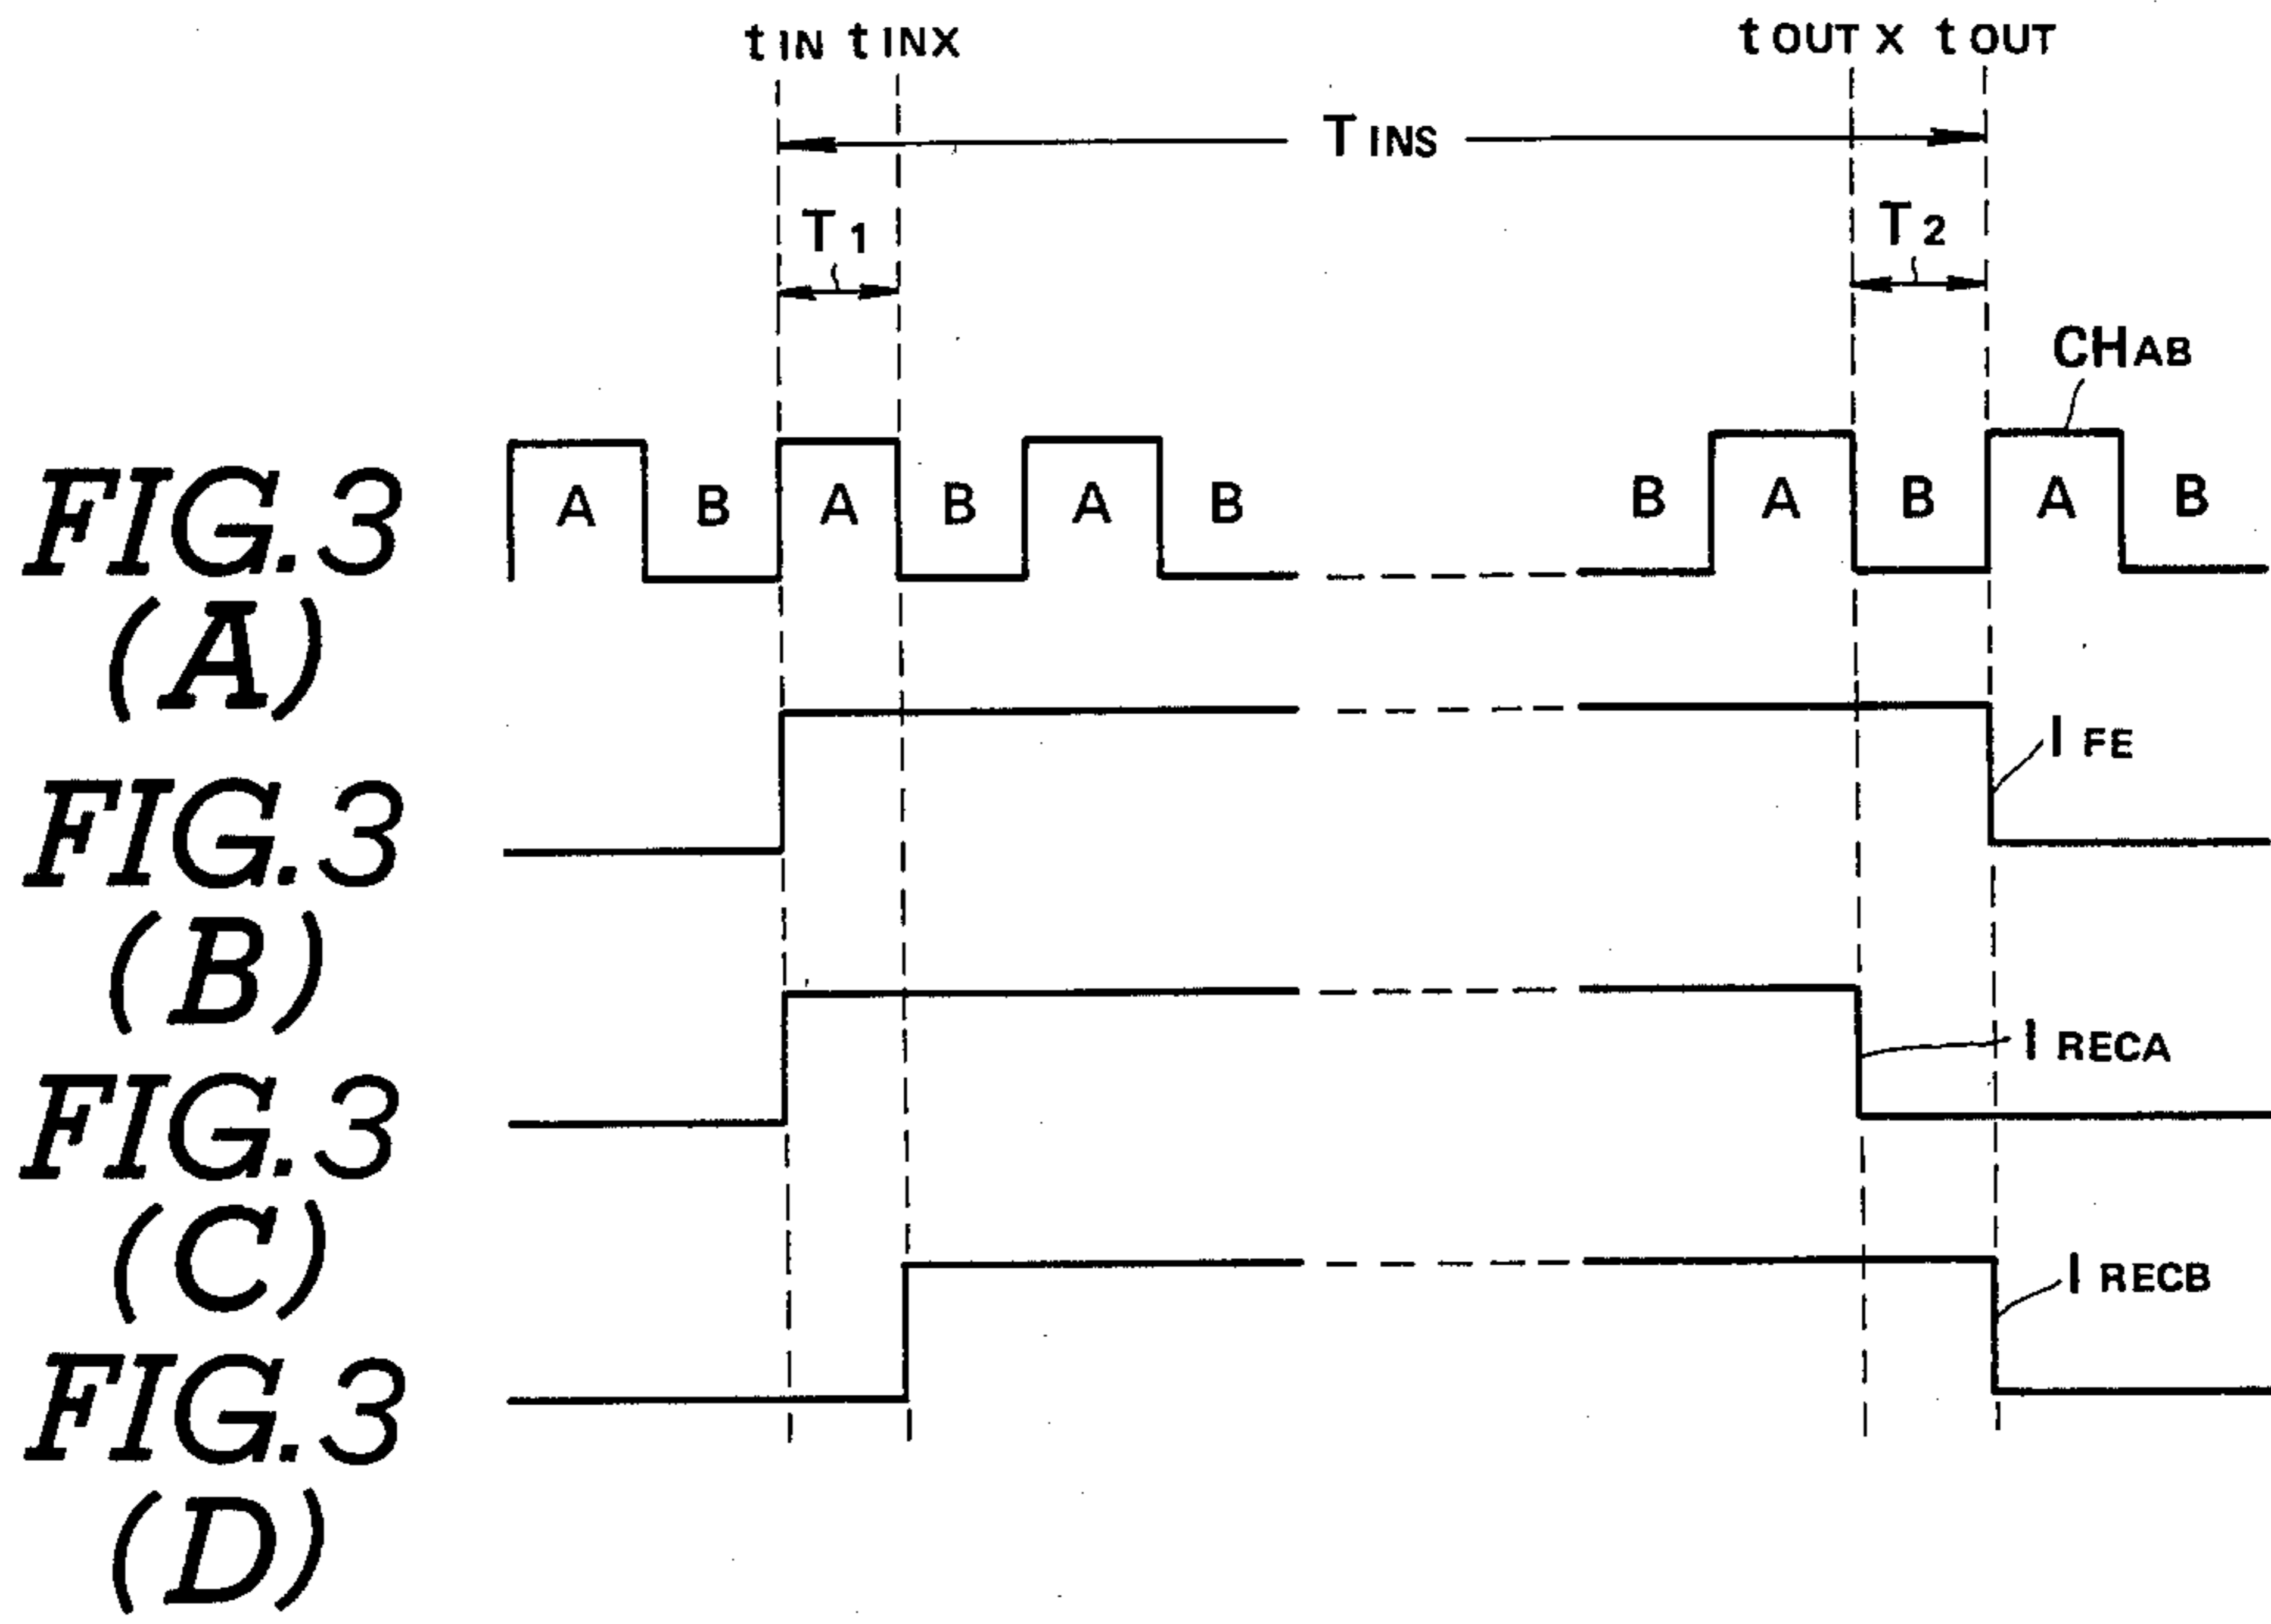 tIN tINX
tOUT X tOUT
TINS
T1
T2
CHAB
A B A B A B
B A B A B
FIG.3
(A)
IFE
FIG.3
(B)
IRECA
FIG.3
(C)
IRECB
FIG.3
(D)